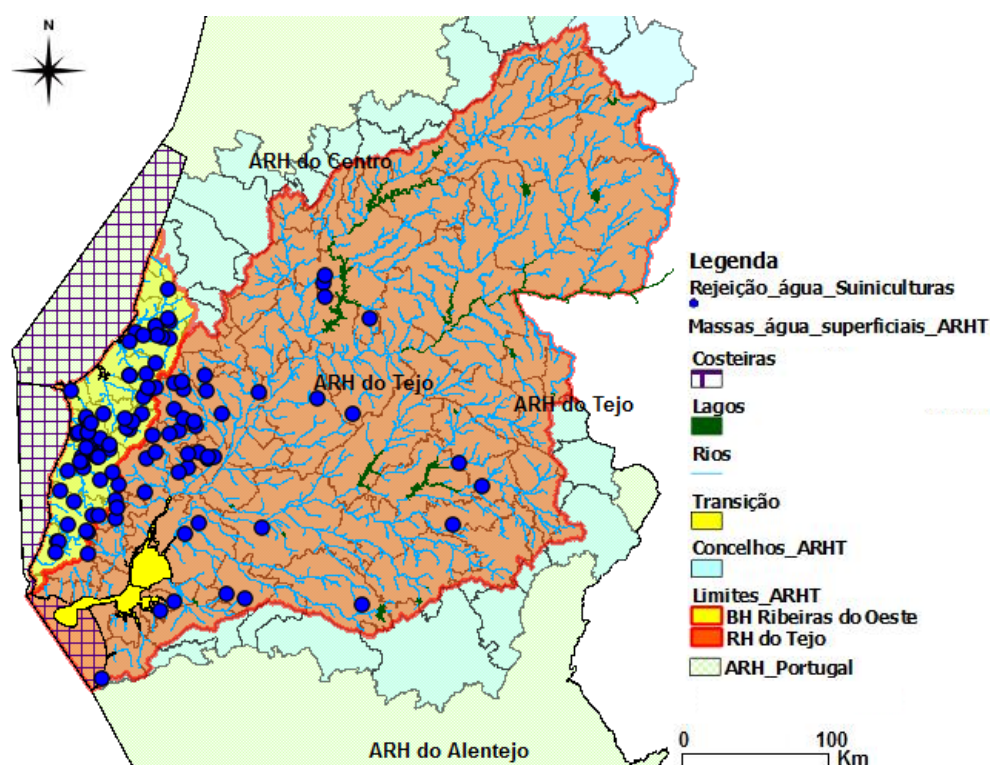 N
ARH do Centro
ARH do Tejo
ARH do Tejo
ARH do Alentejo
Legenda
Rejeição_água_Suiniculturas
Massas_água_superficiais_ARHT
Costeiras
Lagos
Rios
Transição
Concelhos_ARHT
Limites_ARHT
BH Ribeiras do Oeste
RH do Tejo
ARH_Portugal
0 100
Km